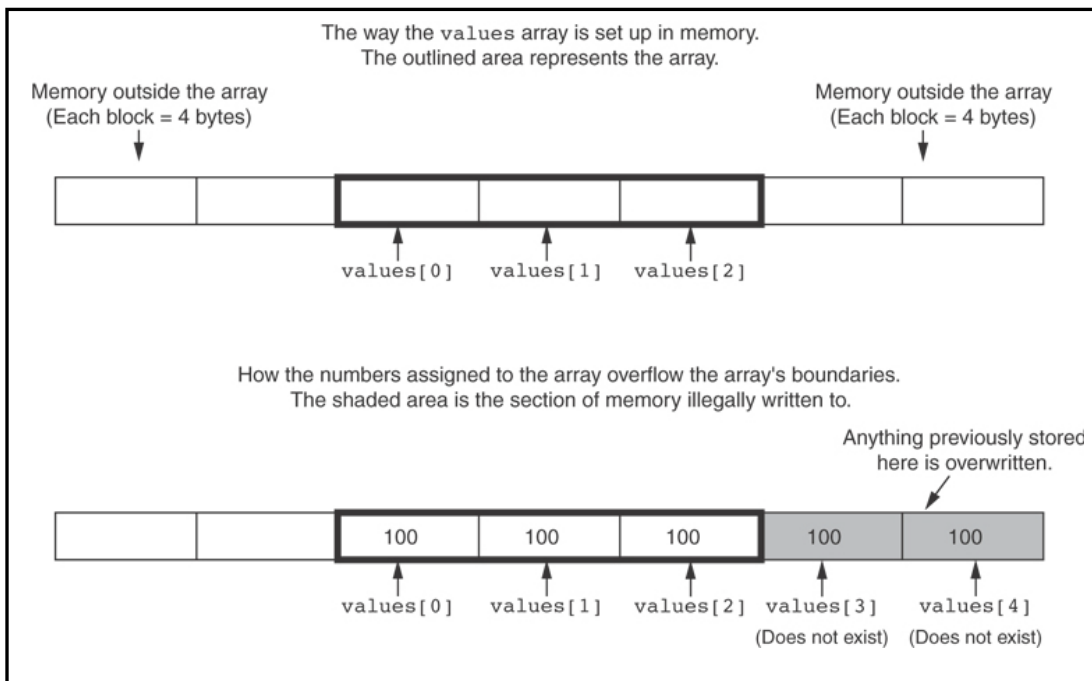 The way the values array is set up in memory.
The outlined area represents the array.
Memory outside the array
(Each block = 4 bytes)
Memory outside the array
(Each block = 4 bytes)
values[0] values[1] values[2]
How the numbers assigned to the array overflow the array's boundaries.
The shaded area is the section of memory illegally written to.
Anything previously stored
here is overwritten.
100 100 100 100 100
values[0] values[1] values[2] values[3] values[4]
(Does not exist) (Does not exist)